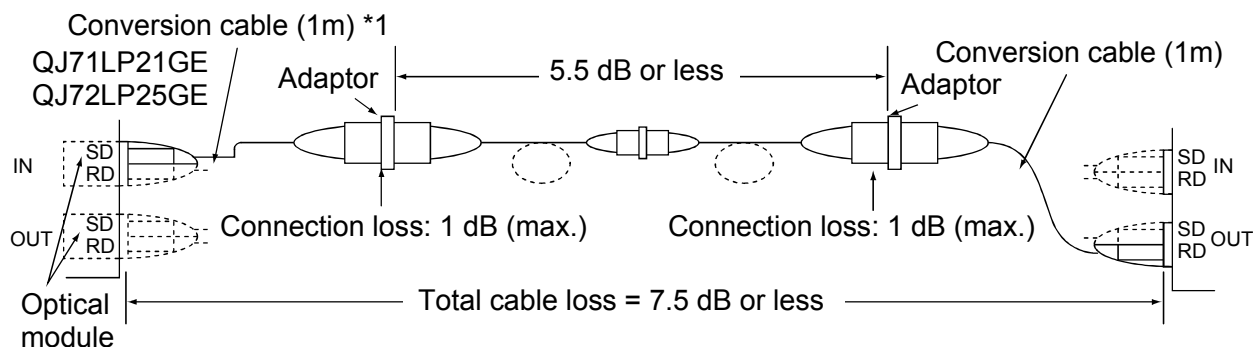 Conversion cable (1m) *1
QJ71LP21GE
QJ72LP25GE
Adaptor
5.5 dB or less
Conversion cable (1m)
Adaptor
IN
SD
RD
SD
RD
IN
Connection loss: 1 dB (max.)
Connection loss: 1 dB (max.)
OUT
SD
RD
SD
RD
OUT
Optical
module
Total cable loss = 7.5 dB or less